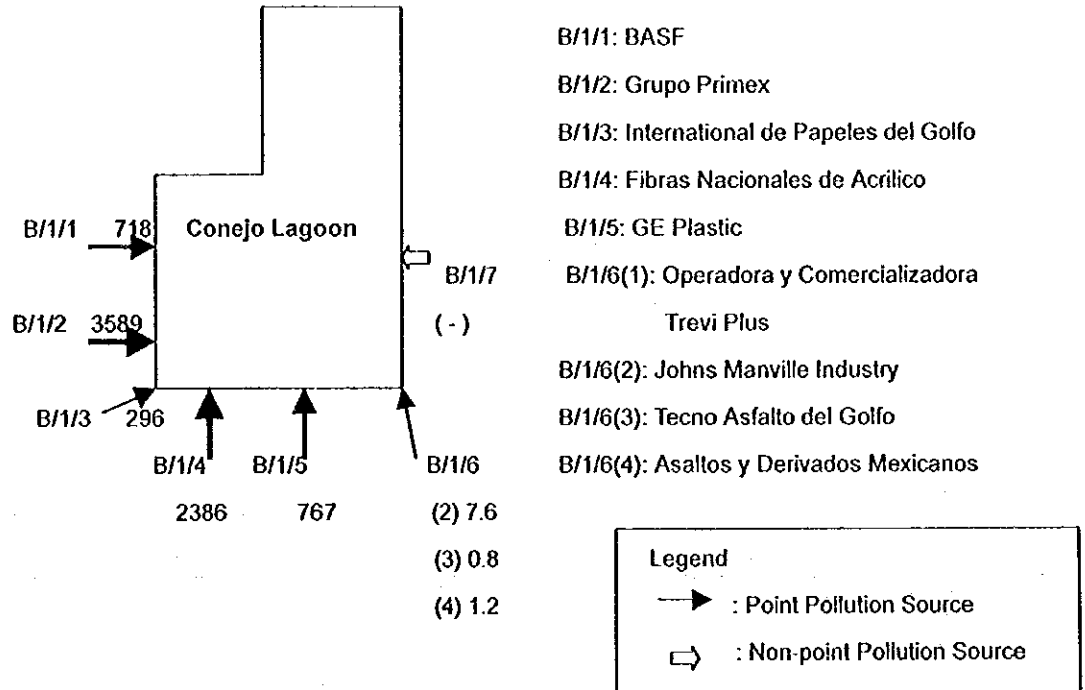 B/1/1: BASF
B/1/2: Grupo Primex
B/1/3: International de Papeles del Golfo
B/1/4: Fibras Nacionales de Acrilico
B/1/5: GE Plastic
B/1/6(1): Operadora y Comercializadora
Trevi Plus
B/1/6(2): Johns Manville Industry
B/1/6(3): Tecno Asfalto del Golfo
B/1/6(4): Asaltos y Derivados Mexicanos
B/1/1 718 Conejo Lagoon
B/1/7
B/1/2 3589 ( - )
B/1/3 296
B/1/4 B/1/5 B/1/6
2386 767 (2) 7.6
(3) 0.8
(4) 1.2
Legend
: Point Pollution Source
: Non-point Pollution Source